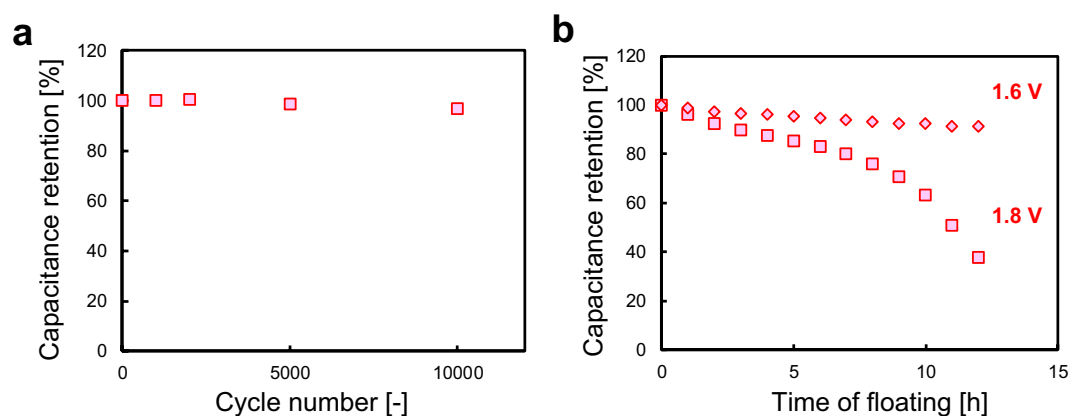 a
Capacitance retention [%]
120
100
80
60
40
20
0
0
5000
10000
Cycle number [-]
b
Capacitance retention [%]
120
100
80
60
40
20
0
1.6 V
1.8 V
0
5
10
15
Time of floating [h]